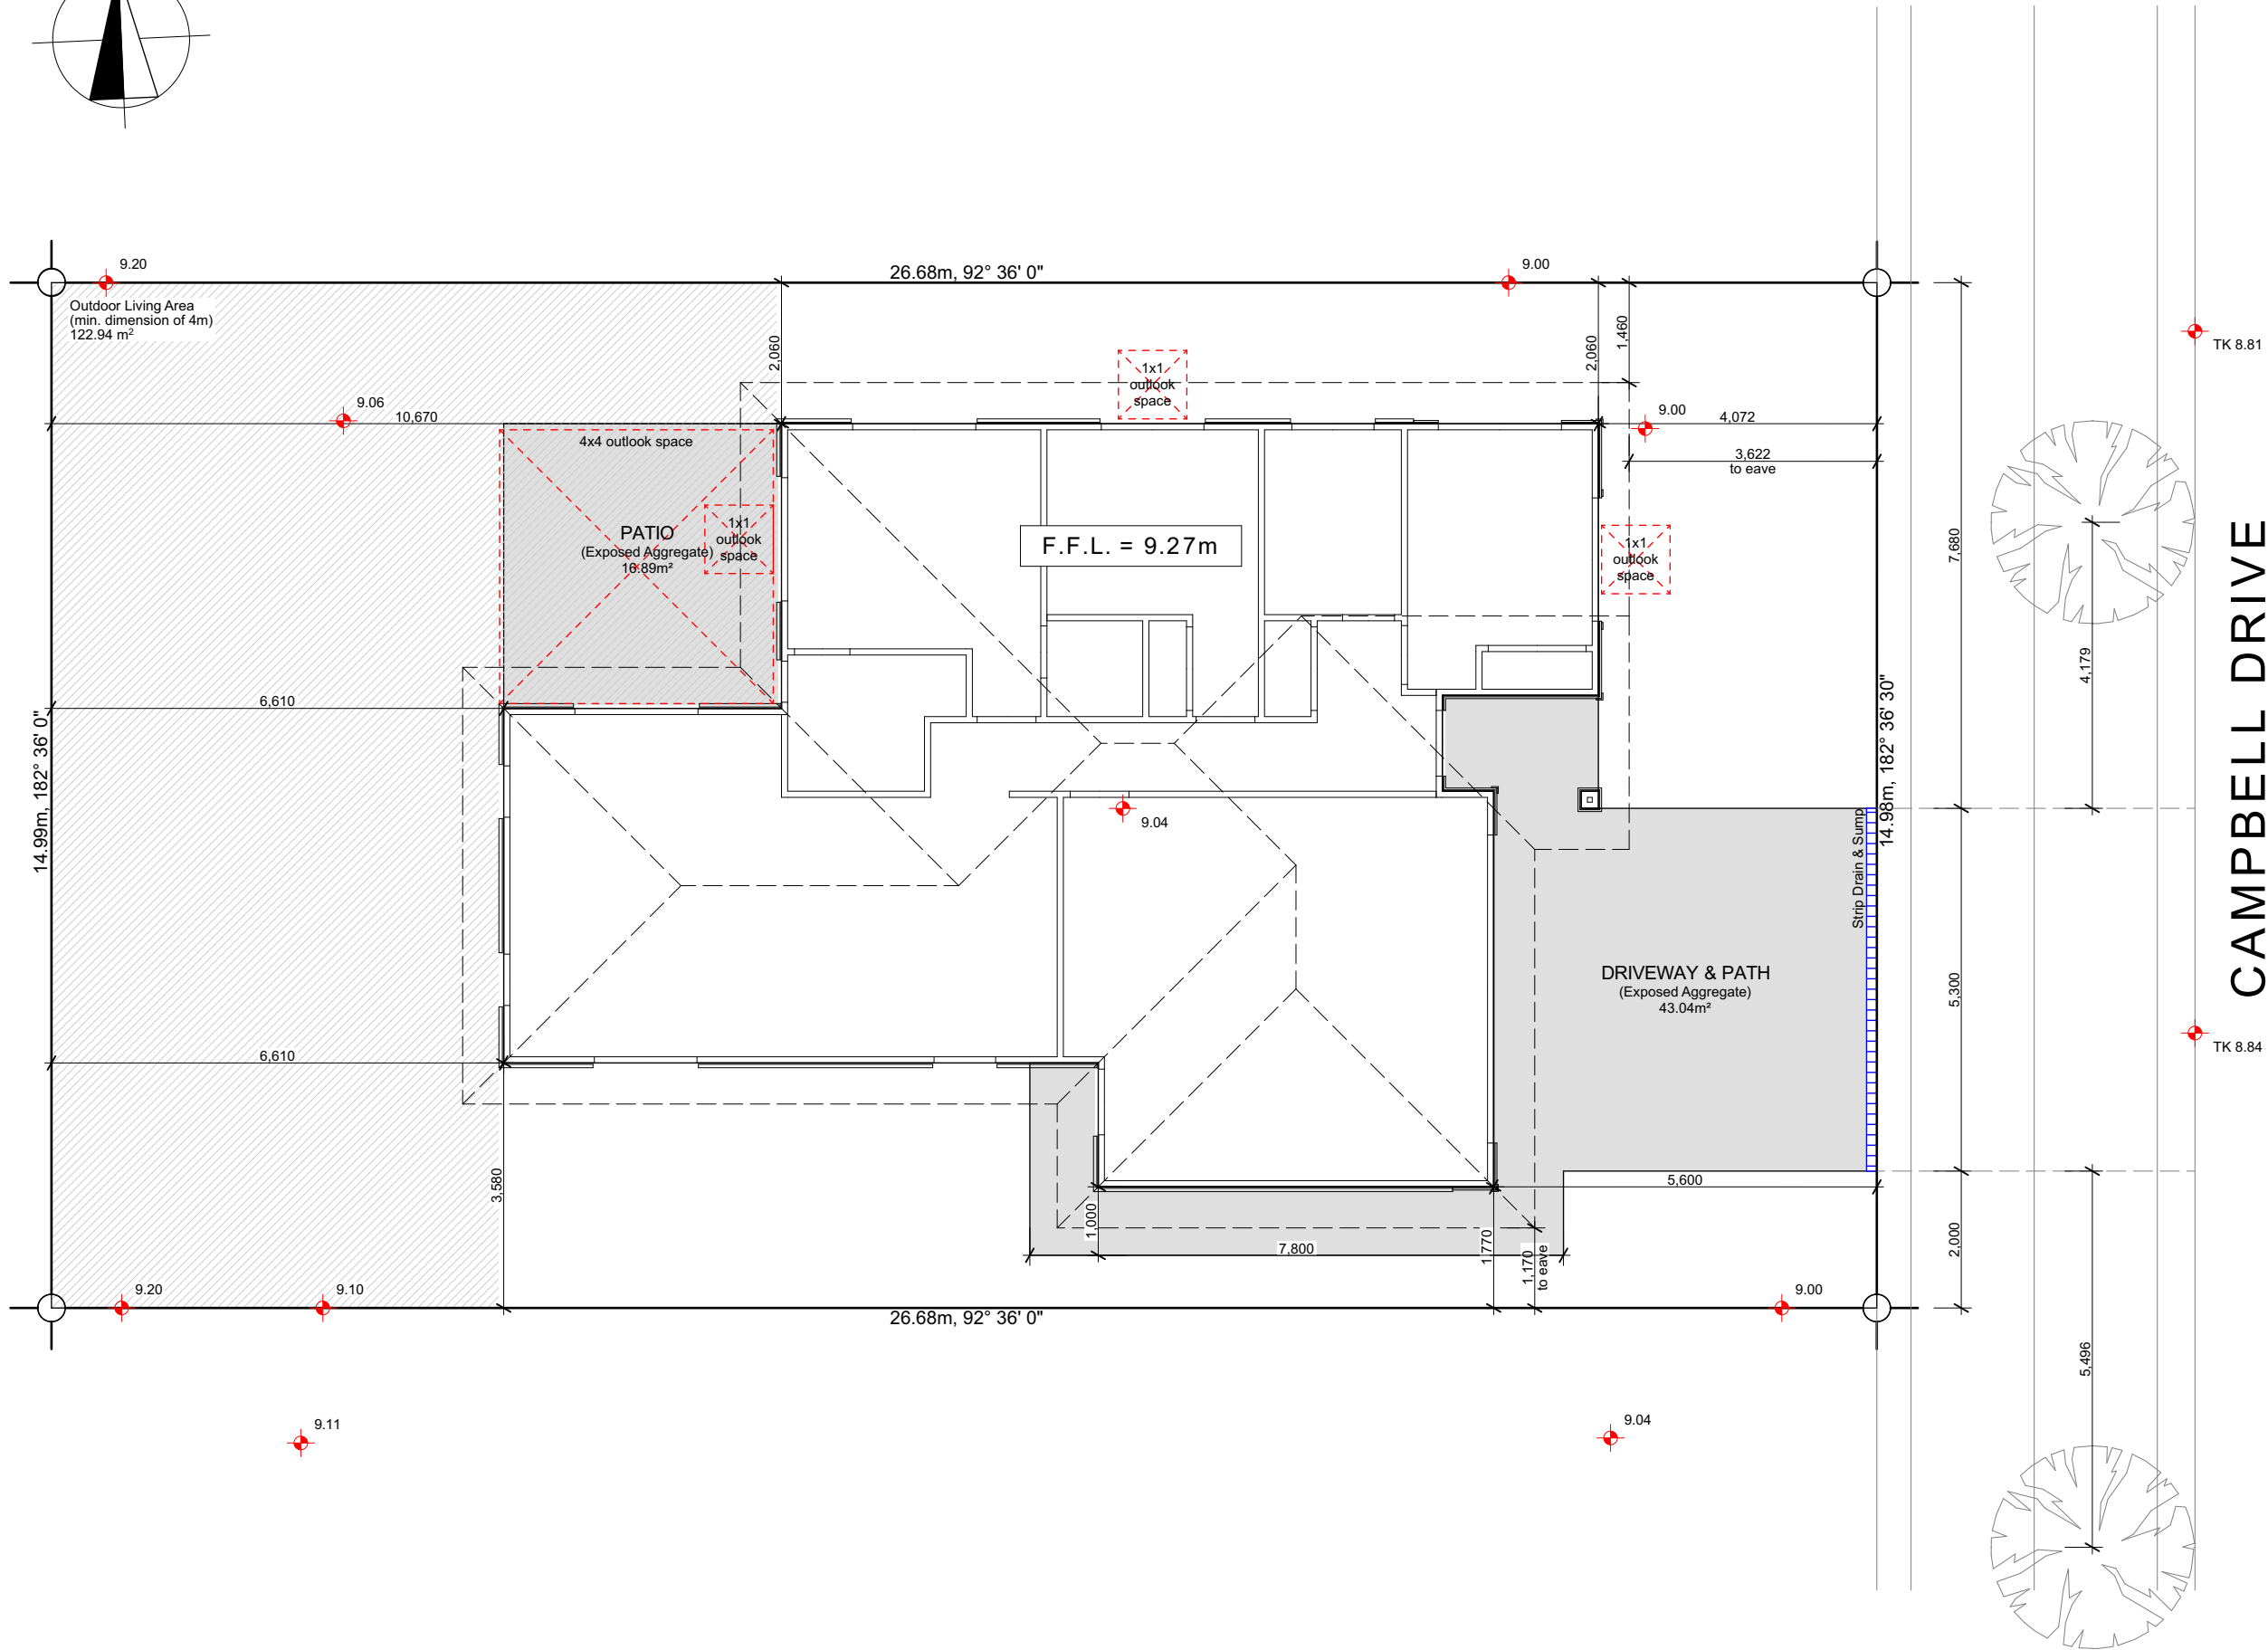 9.20
26.68m, 92° 36' 0"
9.00
Outdoor Living Area
(min. dimension of 4m)
122.94 m²
2,060
2,060
1,460
TK 8.81
1x1
outlook
space
9.06
10,670
9.00
4,072
4x4 outlook space
3,622
to eave
PATIO
(Exposed Aggregate)
16.89m²
1x1
outlook
space
F.F.L. = 9.27m
1x1
outlook
space
7,680
4,179
CAMPBELL DRIVE
6,610
14.99m, 182° 36' 0"
14.98m, 182° 36' 30"
9.04
Strip Drain & Sump
DRIVEWAY & PATH
(Exposed Aggregate)
43.04m²
5,300
TK 8.84
6,610
3,580
5,600
1,000
7,800
1,770
1,170
to eave
2,000
9.20
9.10
26.68m, 92° 36' 0"
9.00
5,496
9.11
9.04